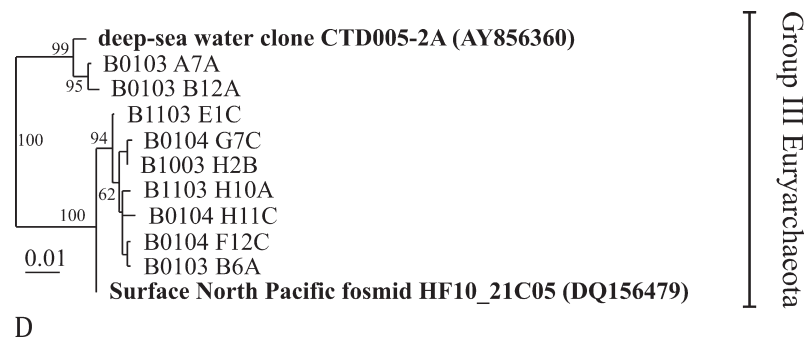 99
deep-sea water clone CTD005-2A (AY856360)
B0103 A7A
95
B0103 B12A
B1103 E1C
94
B0104 G7C
100
B1003 H2B
62
B1103 H10A
100
B0104 H11C
B0104 F12C
0.01
B0103 B6A
Surface North Pacific fosmid HF10_21C05 (DQ156479)
Group III Euryarchaeota
D